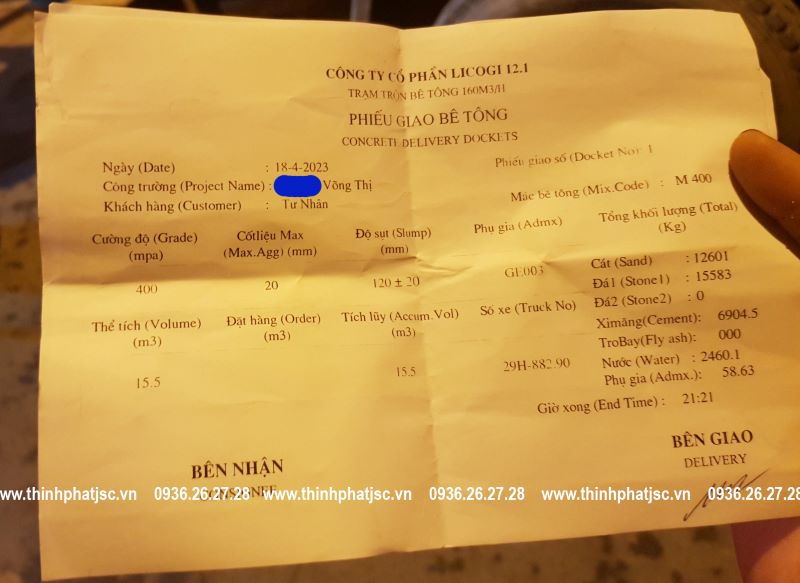 CÔNG TY CỔ PHẦN LICOGI 12.1
TRẠM TRỘN BÊ TÔNG 160M3/H
PHIẾU GIAO BÊ TÔNG
CONCRETE DELIVERY DOCKETS
Phiếu giao số (Docket No): 1
Ngày (Date) : 18-4-2023
Công trường (Project Name) : Võng Thị
Mác bê tông (Mix.Code) : M 400
Khách hàng (Customer) : Tư Nhân
Cường độ (Grade) (mpa)
Cốtliệu Max (Max.Agg) (mm)
Độ sụt (Slump) (mm)
Phụ gia (Admx)
Tổng khối lượng (Total) (Kg)
400
20
120 ± 20
GE003
Cát (Sand) : 12601
Đá1 (Stone1) : 15583
Đá2 (Stone2) : 0
Ximăng(Cement): 6904.5
TroBay(Fly ash): 000
Nước (Water) : 2460.1
Phụ gia (Admx.): 58.63
Thể tích (Volume) (m3)
Đặt hàng (Order) (m3)
Tích lũy (Accum.Vol) (m3)
Số xe (Truck No)
15.5
15.5
29H-882.90
Giờ xong (End Time) : 21:21
BÊN NHẬN
BÊN GIAO
DELIVERY
www.thinhphatjsc.vn 0936.26.27.28 www.thinhphatjsc.vn 0936.26.27.28 www.thinhphatjsc.vn 0936.26.27.28